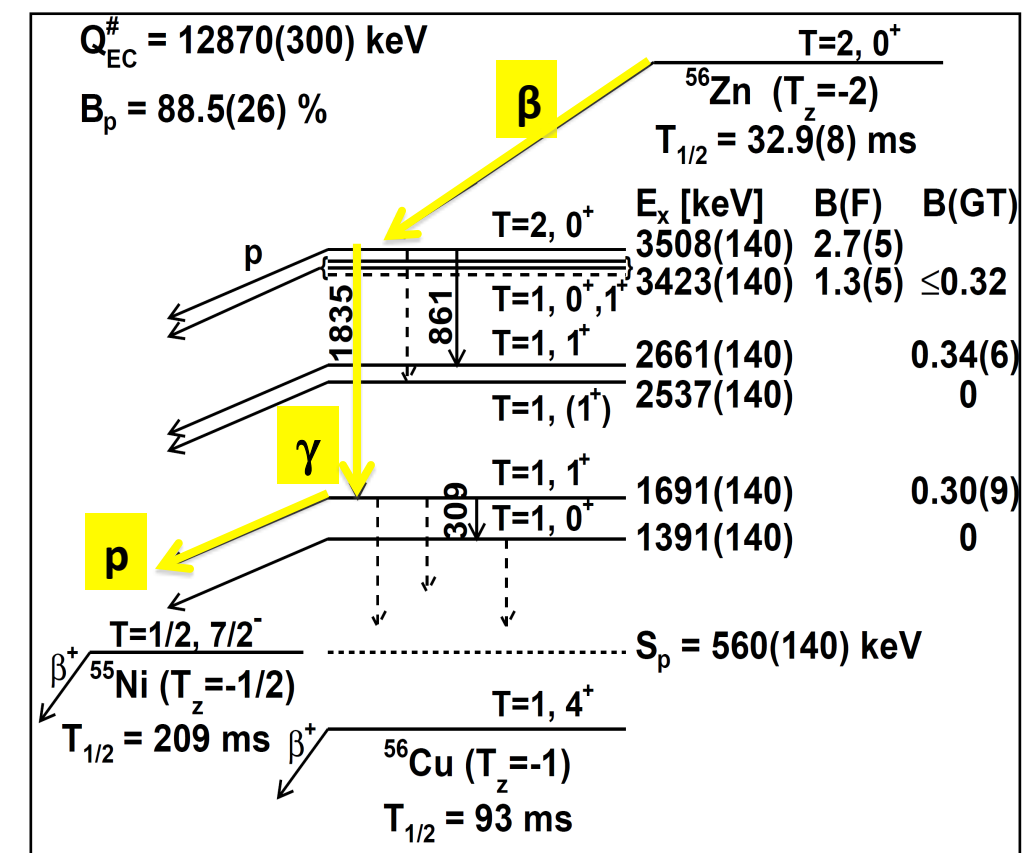 Q#EC = 12870(300) keV
T=2, 0+
β
56Zn (Tz=-2)
Bp = 88.5(26) %
T1/2 = 32.9(8) ms
Ex [keV] B(F) B(GT)
T=2, 0+
3508(140) 2.7(5)
p
3423(140) 1.3(5) ≤0.32
T=1, 0+,1+
1835
861
T=1, 1+
2661(140) 0.34(6)
2537(140) 0
T=1, (1+)
γ
T=1, 1+
1691(140) 0.30(9)
309
T=1, 0+
1391(140) 0
p
T=1/2, 7/2-
Sp = 560(140) keV
β+
55Ni (Tz=-1/2)
T=1, 4+
T1/2 = 209 ms
β+
56Cu (Tz=-1)
T1/2 = 93 ms